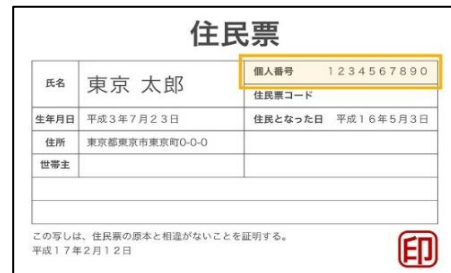 住民票
氏名 東京 太郎 個人番号 1234567890
住民票コード
生年月日 平成3年7月23日 住民となった日 平成16年5月3日
住所 東京都東京市東京町0-0-0
世帯主
この写しは、住民票の原本と相違がないことを証明する。
平成17年2月12日
印